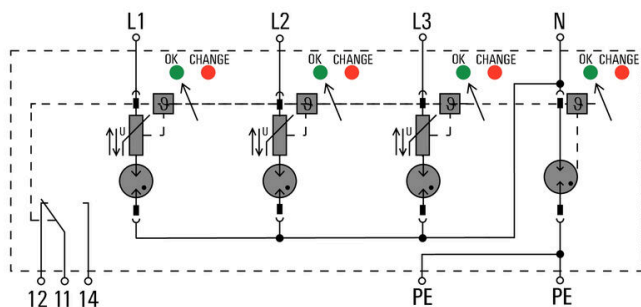 L1 L2 L3 N
OK CHANGE OK CHANGE OK CHANGE OK CHANGE
ϑ ϑ ϑ ϑ
U U U
12 11 14 PE PE